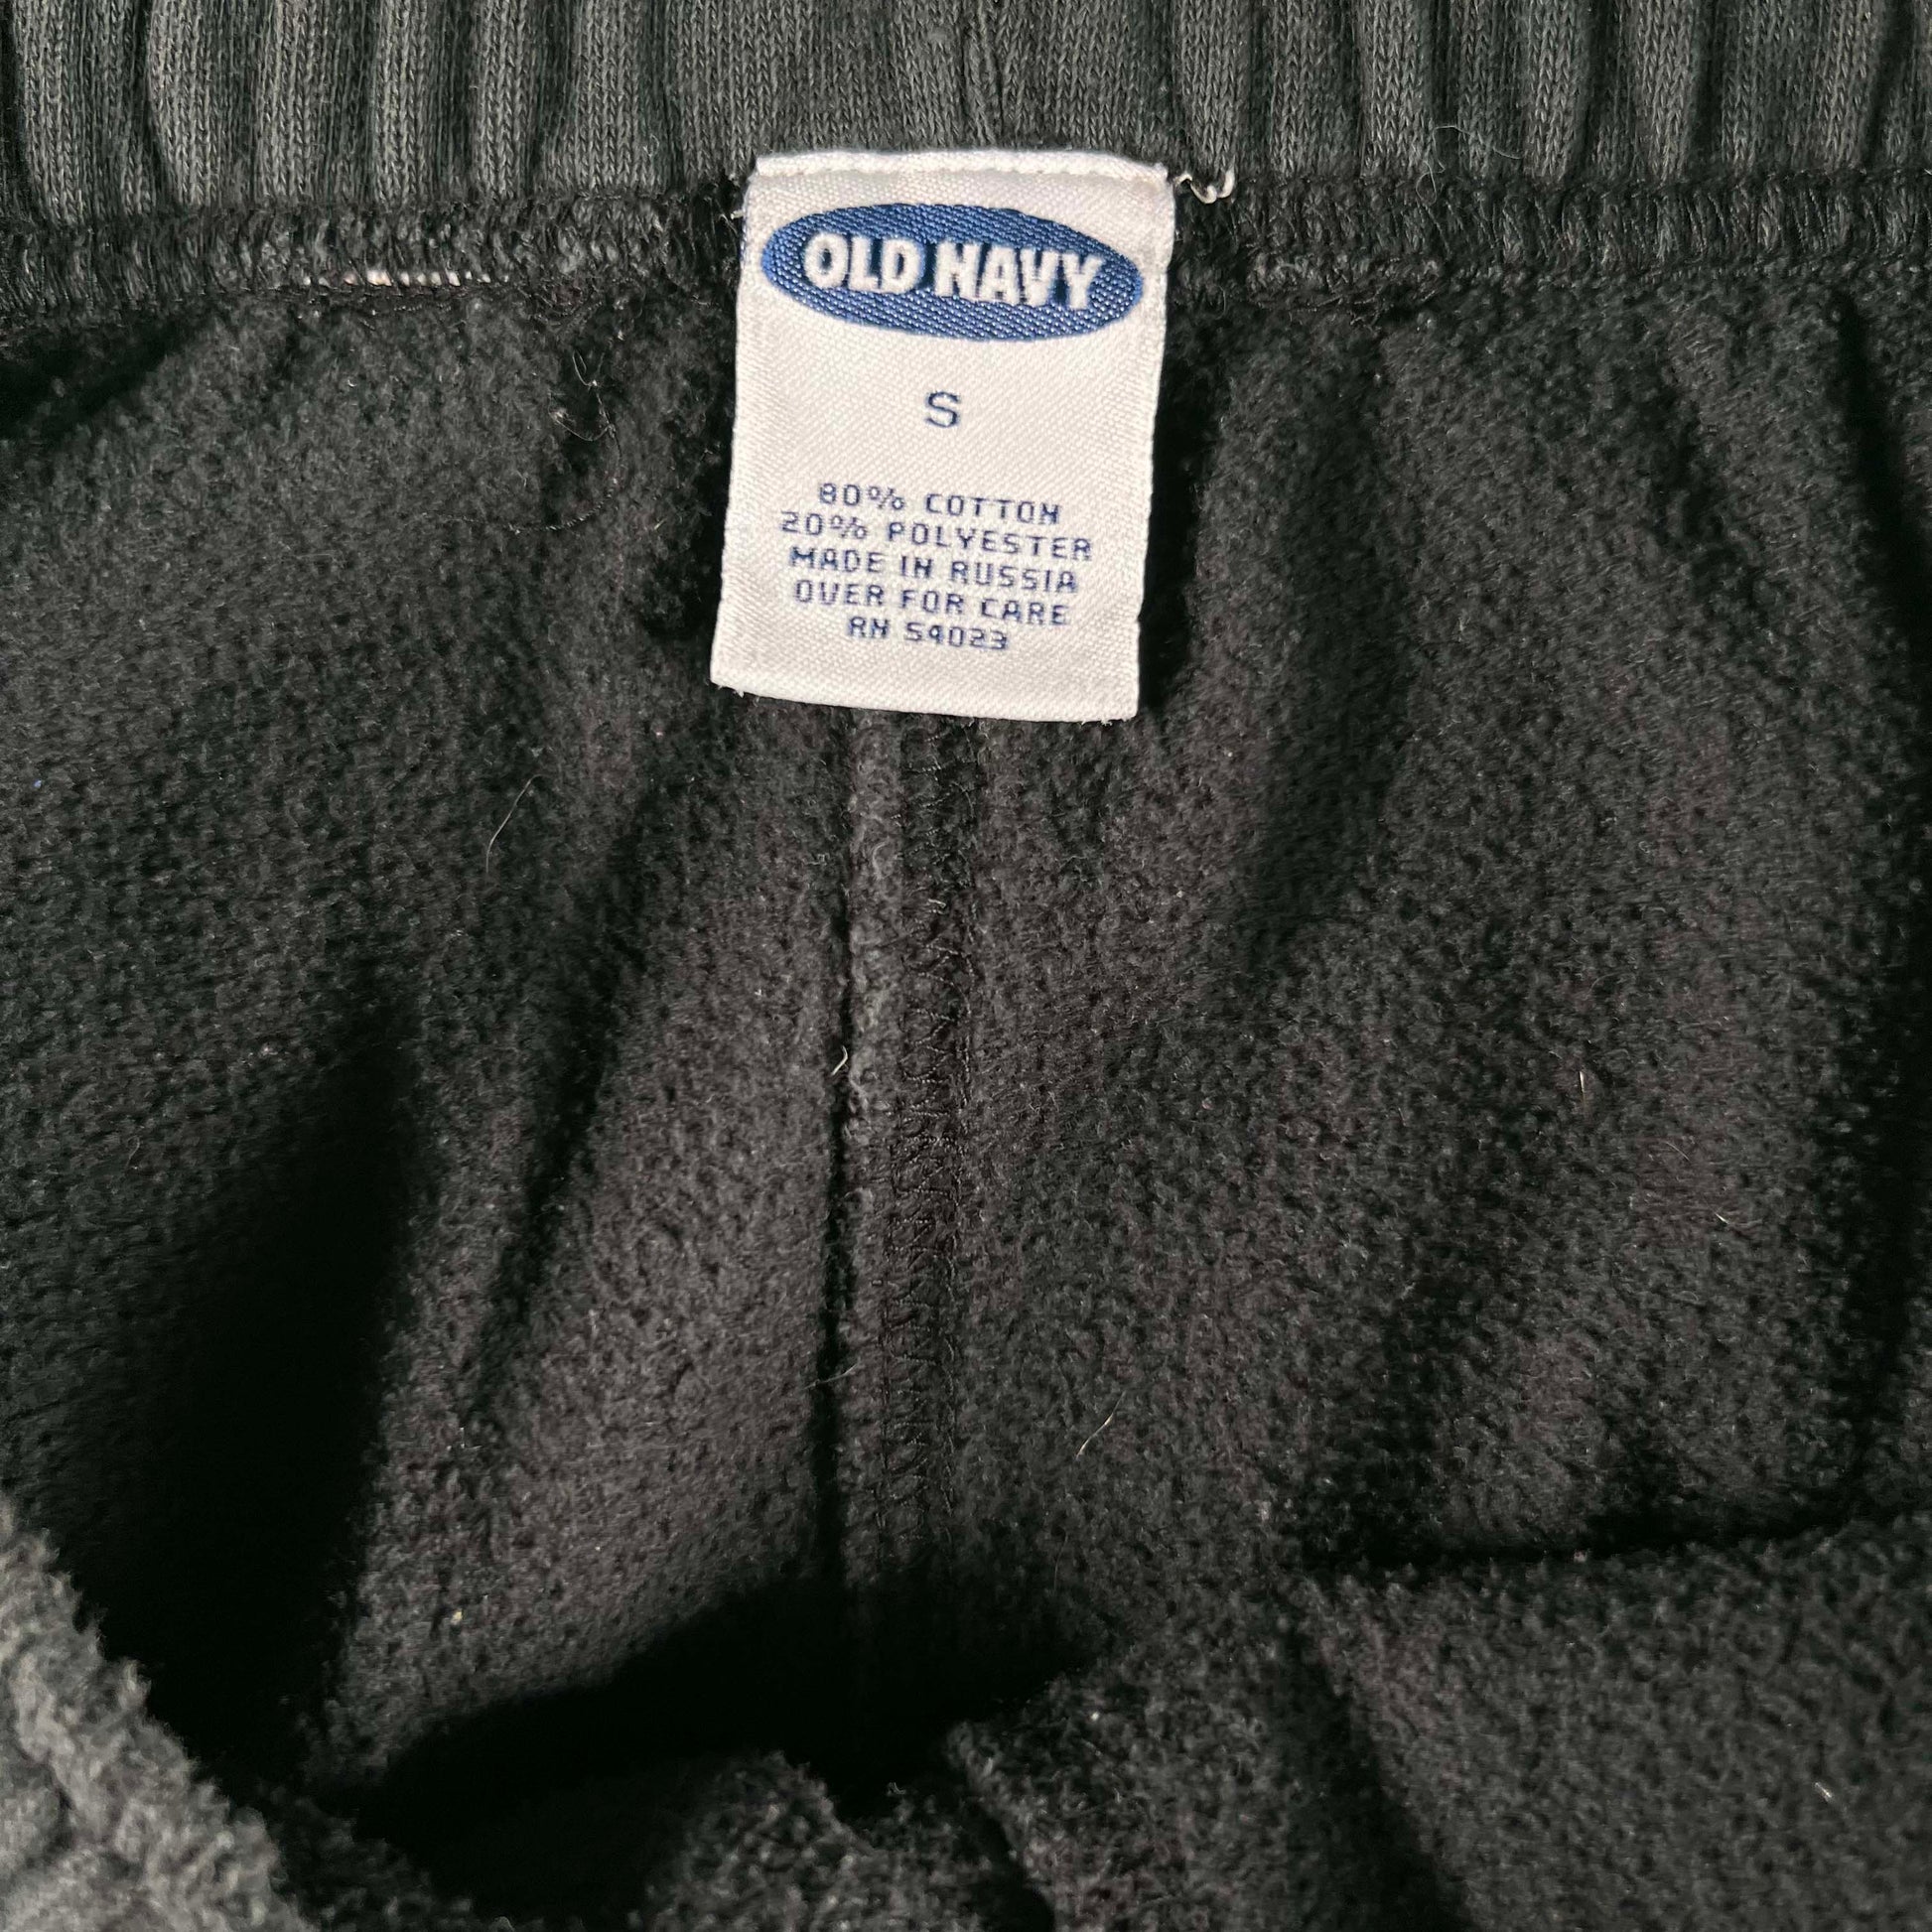 OLD NAVY
S
80% COTTON
20% POLYESTER
MADE IN RUSSIA
OVER FOR CARE
RN 54023